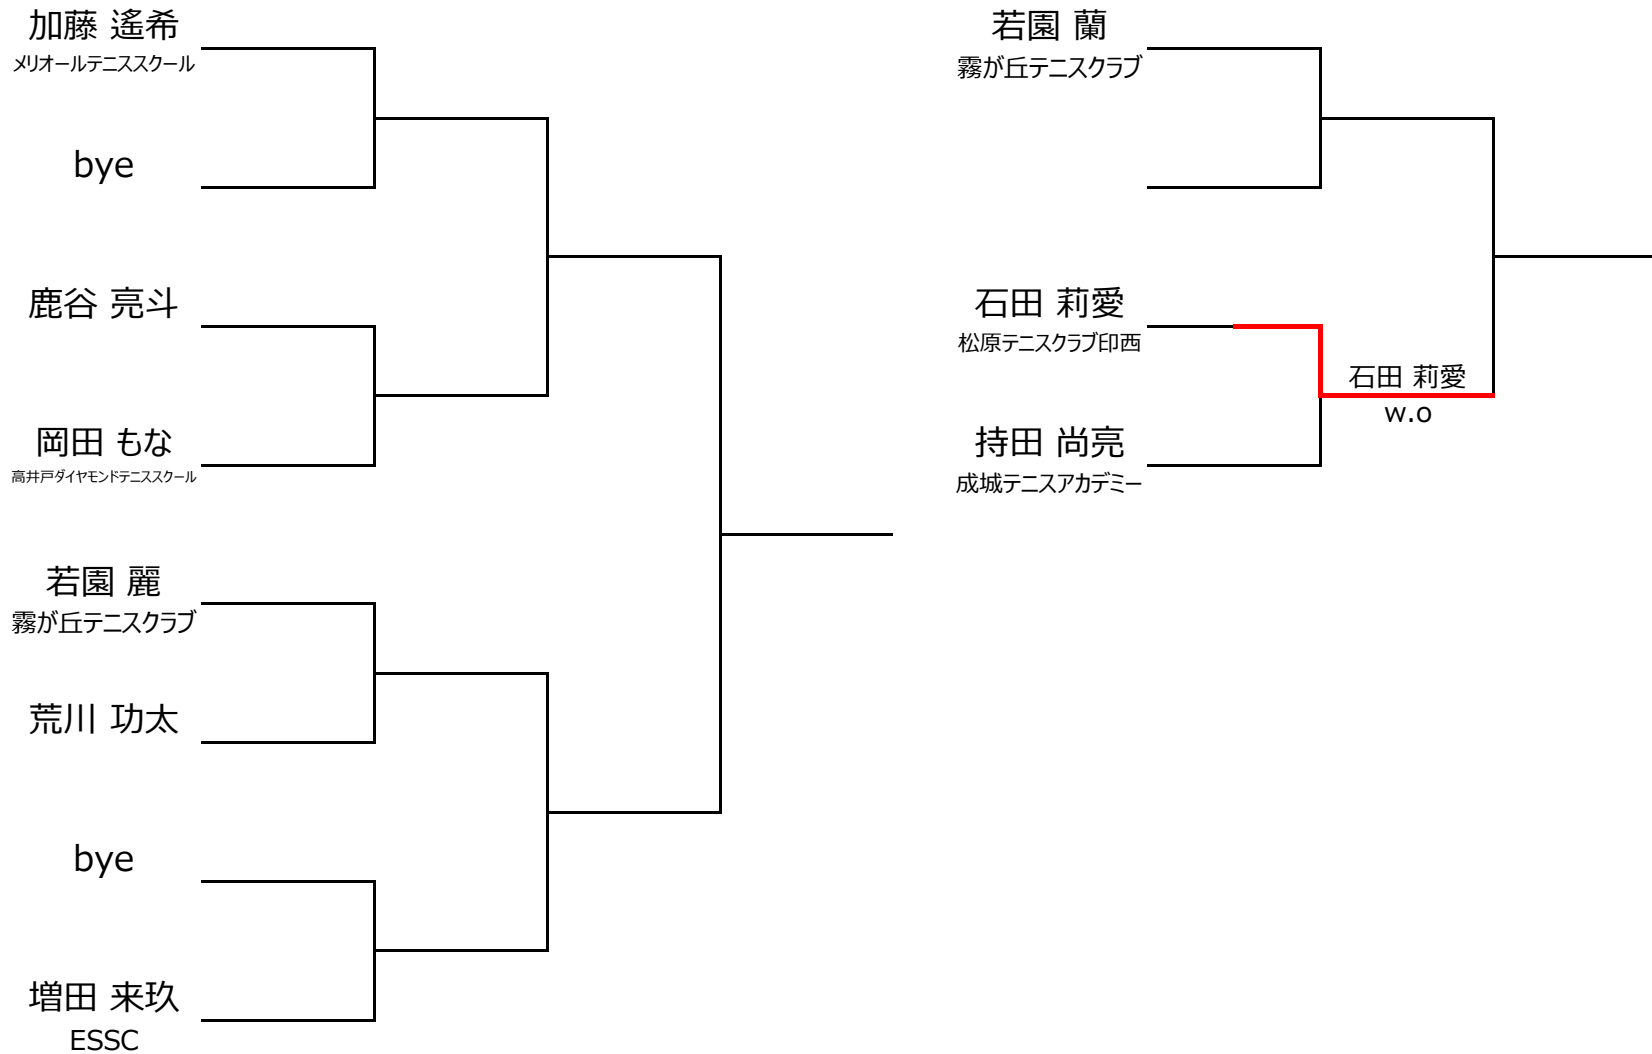 加藤 遙希
メリオールテニススクール
bye
鹿谷 亮斗
岡田 もな
高井戸ダイヤモンドテニススクール
若園 麗
霧が丘テニスクラブ
荒川 功太
bye
増田 来玖
ESSC
若園 蘭
霧が丘テニスクラブ
石田 莉愛
松原テニスクラブ印西
持田 尚亮
成城テニスアカデミー
石田 莉愛
w.o